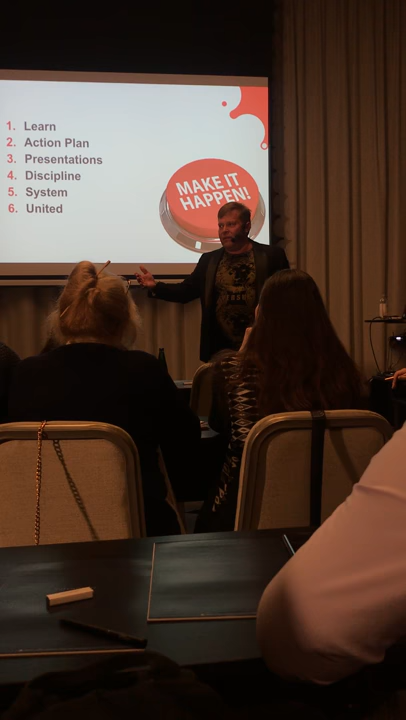 1. Learn
2. Action Plan
3. Presentations
4. Discipline
5. System
6. United
MAKE IT
HAPPEN!